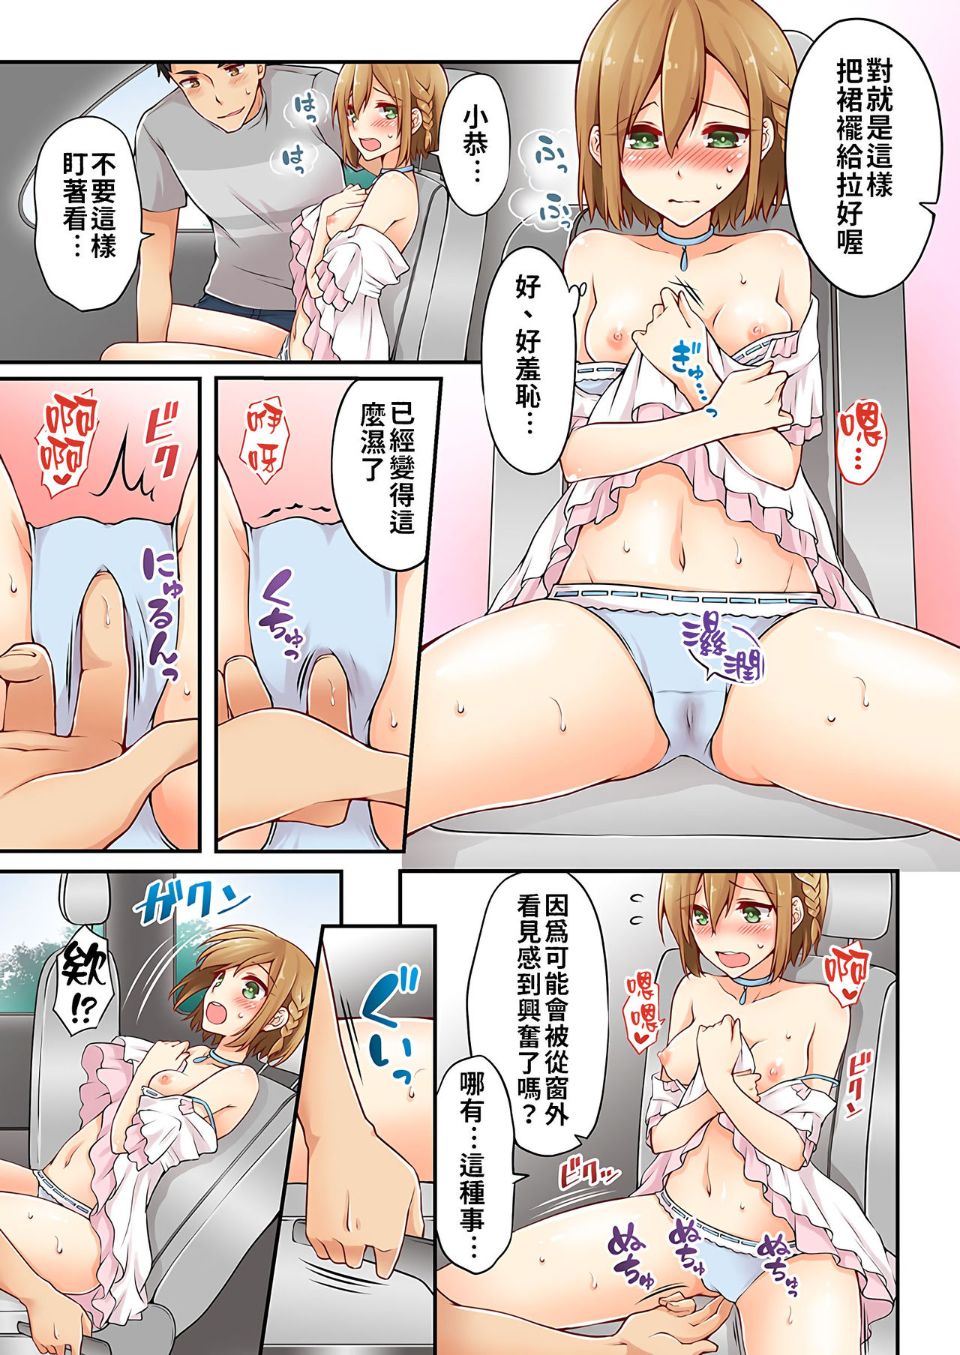 對就是這樣
把裙襬給拉好喔
ふっ
ふっ
好、好羞恥…
ぎゅ…っ
嗯…
濕潤
小恭…
はっ
はっ
不要這樣
盯著看…
已經變得這
麼濕了
咿呀
くちゅっ
ビク
啊啊♥
にゅるんっ
因為可能會被從窗外
看見感到興奮了嗎？
啊♥
嗯嗯♥
ビクン
ビクッ
哪有…這種事…
ぬちゅ
ぬちゅ
ぬちゅっ
ぐいっ
ガクン
欸!?